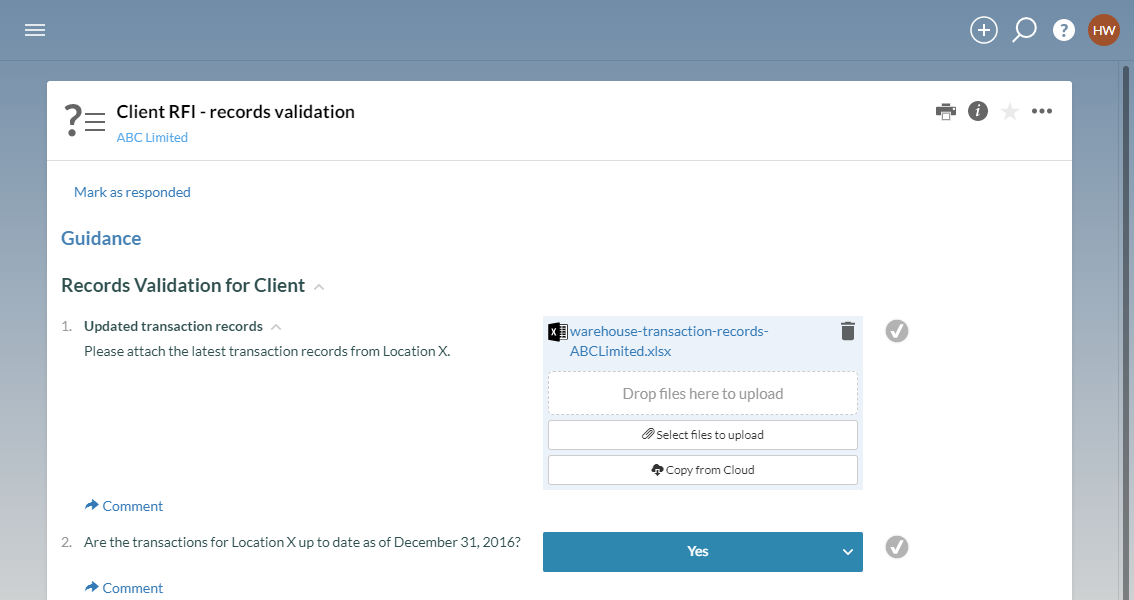 HW
Client RFI - records validation
ABC Limited
Mark as responded
Guidance
Records Validation for Client
1. Updated transaction records
Please attach the latest transaction records from Location X.
warehouse-transaction-records-
ABCLimited.xlsx
Drop files here to upload
Select files to upload
Copy from Cloud
Comment
2. Are the transactions for Location X up to date as of December 31, 2016?
Yes
Comment